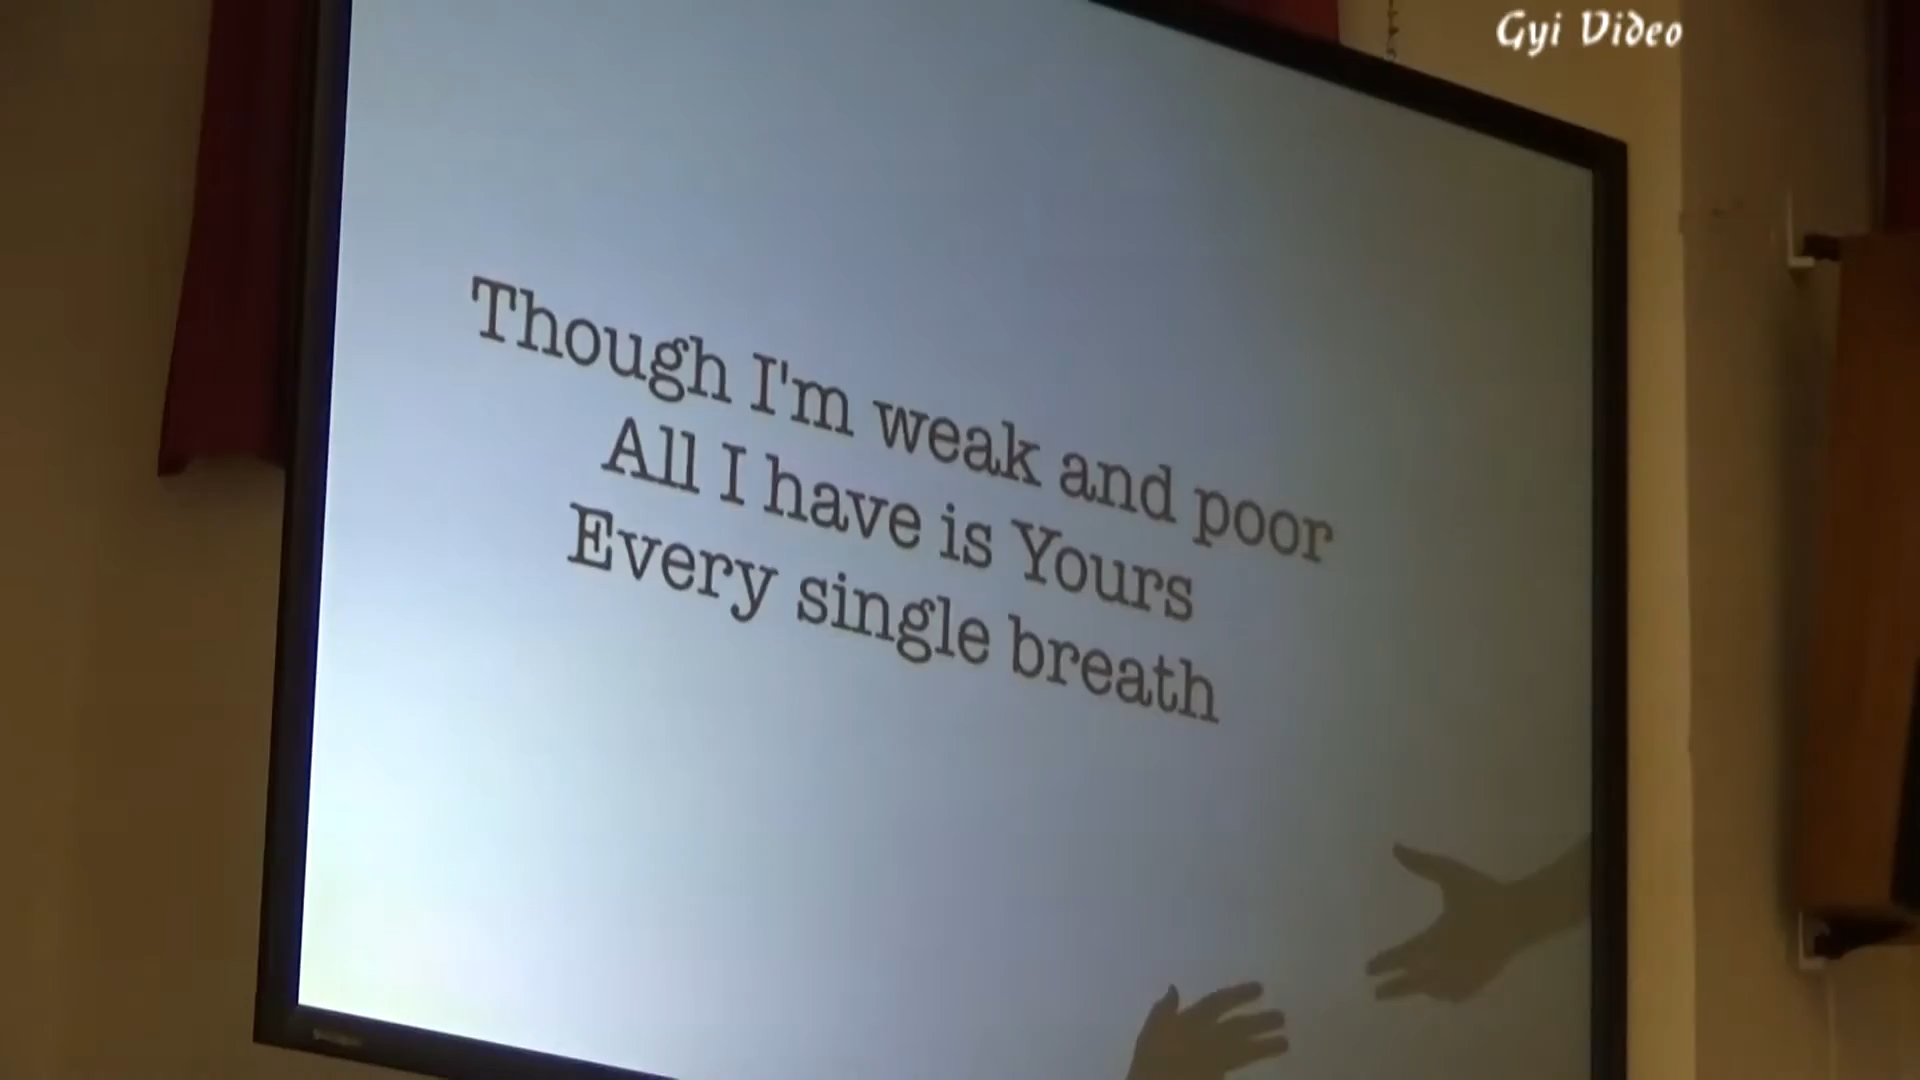 Gyi Video
Though I'm weak and poor
All I have is Yours
Every single breath